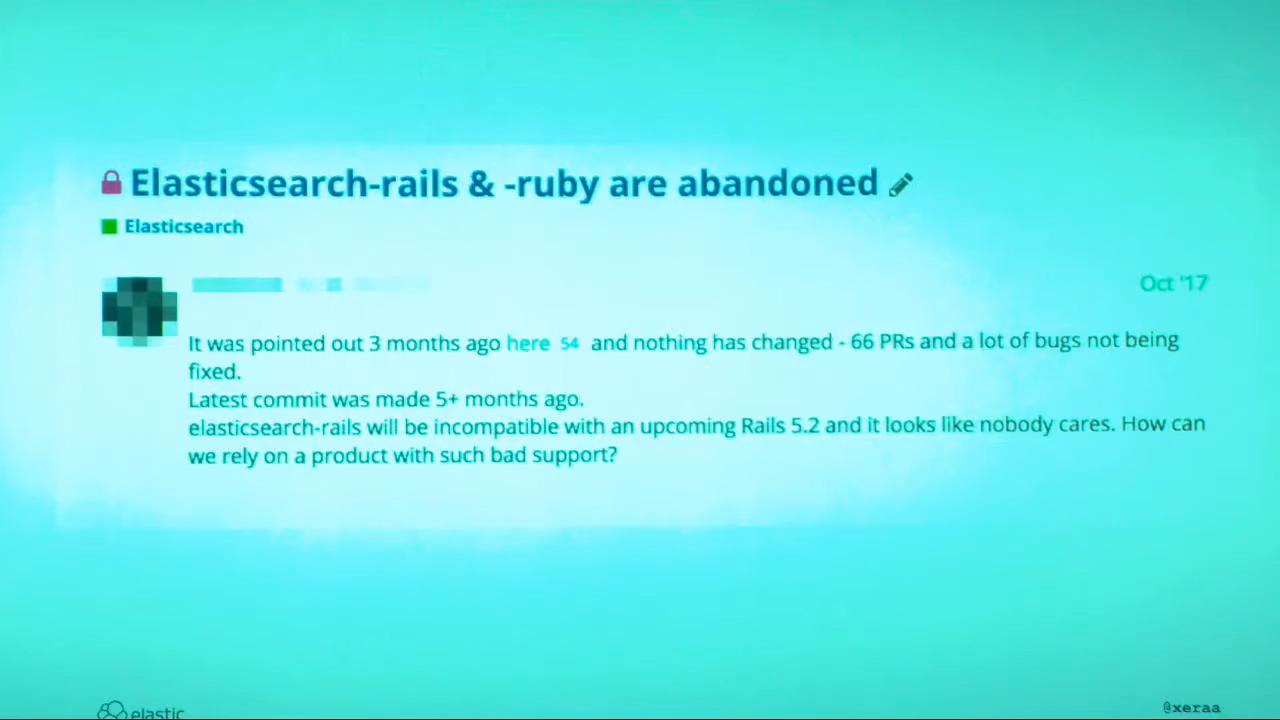 Elasticsearch-rails & -ruby are abandoned
Elasticsearch
Oct '17
It was pointed out 3 months ago here 54 and nothing has changed - 66 PRs and a lot of bugs not being
fixed.
Latest commit was made 5+ months ago.
elasticsearch-rails will be incompatible with an upcoming Rails 5.2 and it looks like nobody cares. How can
we rely on a product with such bad support?
elastic
@xeraa